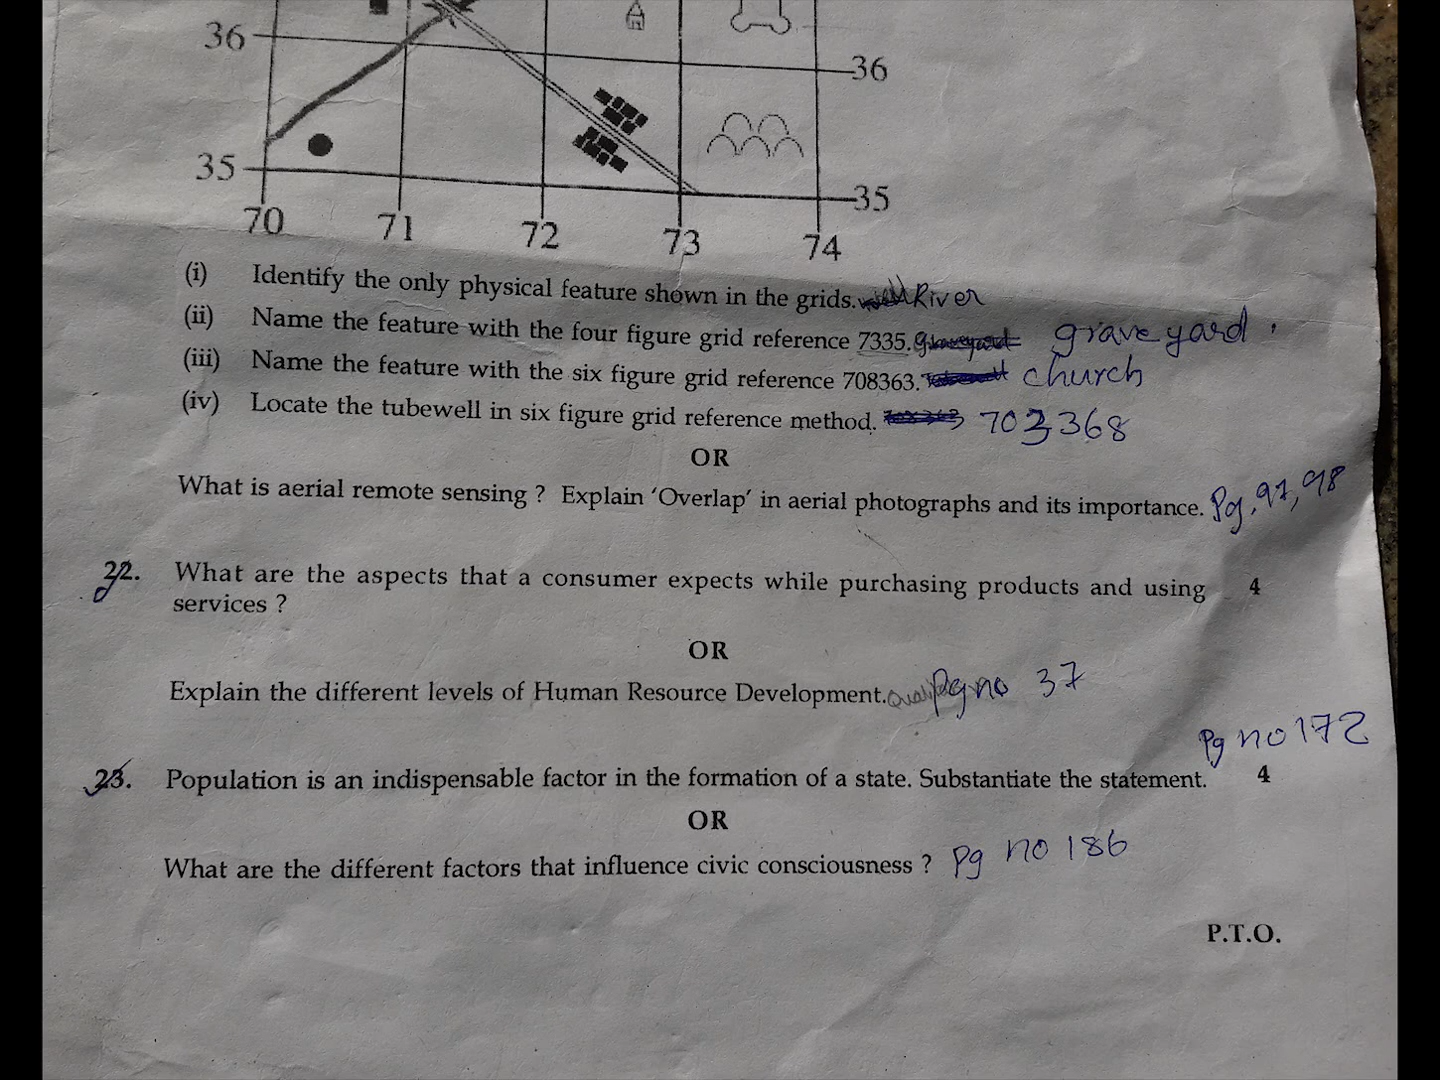 36
36
35
35
70 71 72 73 74
(i) Identify the only physical feature shown in the grids. River
(ii) Name the feature with the four figure grid reference 7335. graveyard.
(iii) Name the feature with the six figure grid reference 708363. church
(iv) Locate the tubewell in six figure grid reference method. 703368
OR
What is aerial remote sensing ? Explain ‘Overlap’ in aerial photographs and its importance. Pg. 97, 98
22. What are the aspects that a consumer expects while purchasing products and using 4
services ?
OR
Explain the different levels of Human Resource Development. Pg no 37
Pg no 172
23. Population is an indispensable factor in the formation of a state. Substantiate the statement. 4
OR
What are the different factors that influence civic consciousness ? Pg no 186
P.T.O.